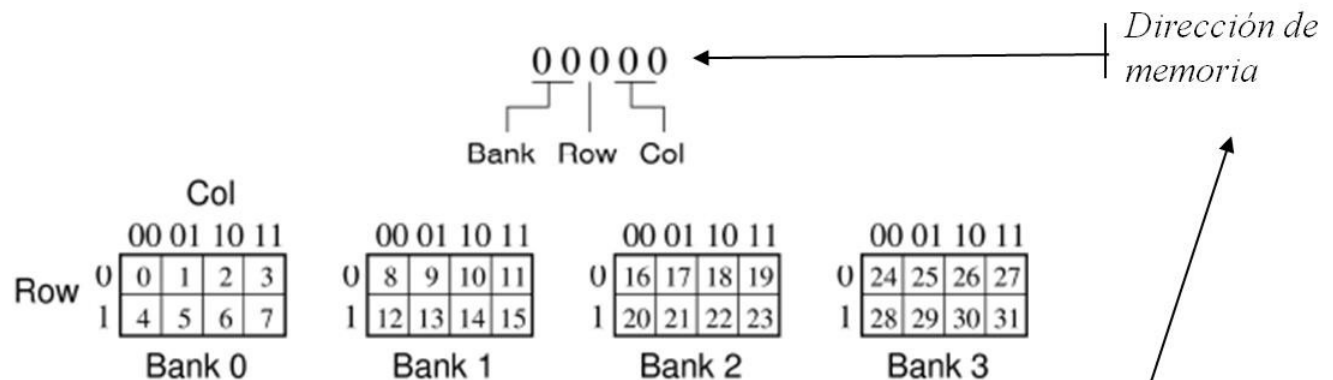 Dirección de
memoria
00000
Bank Row Col
Col
00 01 10 11 00 01 10 11 00 01 10 11 00 01 10 11
Row 0 0 1 2 3 0 8 9 10 11 0 16 17 18 19 0 24 25 26 27
1 4 5 6 7 1 12 13 14 15 1 20 21 22 23 1 28 29 30 31
Bank 0 Bank 1 Bank 2 Bank 3